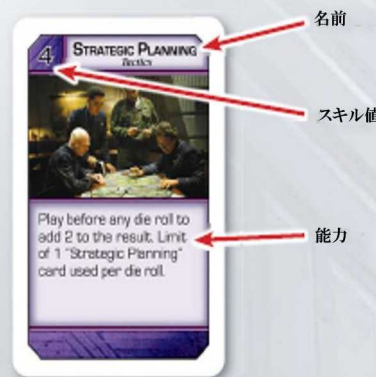 名前
4
STRATEGIC PLANNING
Tactics
スキル値
Play before any die roll to
add 2 to the result. Limit
of 1 "Strategic Planning"
card used per die roll.
能力